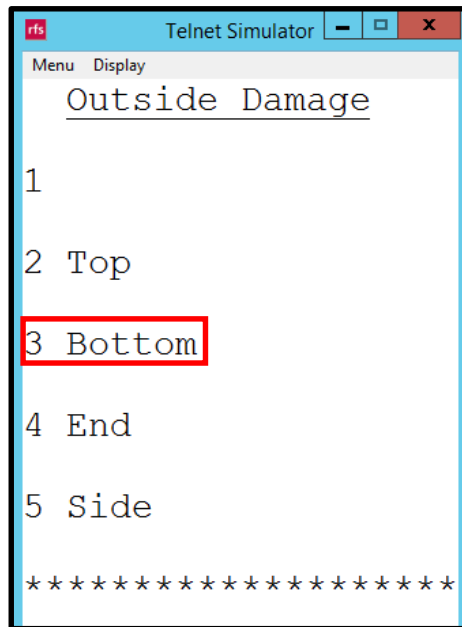 rfs Telnet Simulator x
Menu Display
Outside Damage
1
2 Top
3 Bottom
4 End
5 Side
********************